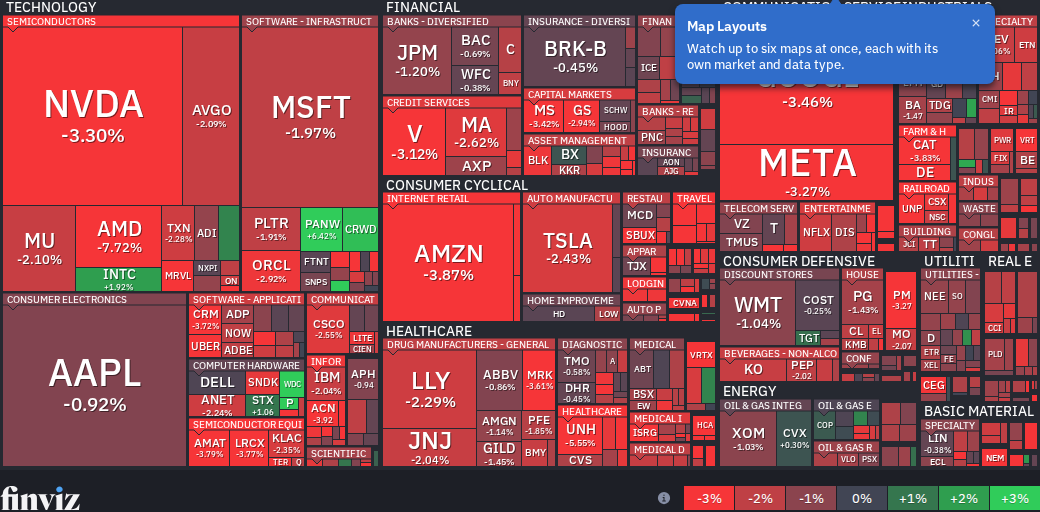 TECHNOLOGY
SEMICONDUCTORS
NVDA
-3.30%
AVGO
-2.09%
MU
-2.10%
AMD
-7.72%
INTC
+1.92%
TXN
-2.28%
ADI
MRVL
NXPI
ON
SOFTWARE - INFRASTRUCT
MSFT
-1.97%
PLTR
-1.91%
PANW
+6.42%
CRWD
ORCL
-2.92%
FTNT
SNPS
CONSUMER ELECTRONICS
AAPL
-0.92%
SOFTWARE - APPLICATI
CRM
-3.72%
ADP
NOW
UBER
ADBE
COMMUNICAT
CSCO
-2.55%
LITE
CIEN
COMPUTER HARDWARE
DELL
SNDK
WDC
ANET
-2.24%
STX
+1.06
P
INFOR
IBM
-2.04%
ACN
-3.92
APH
-0.94
SEMICONDUCTOR EQUI
AMAT
-3.79%
LRCX
-3.77%
KLAC
-2.35%
TER
Q
SCIENTIFIC
FINANCIAL
BANKS - DIVERSIFIED
JPM
-1.20%
BAC
-0.69%
C
WFC
-0.38%
BNY
INSURANCE - DIVERSI
BRK-B
-0.45%
FINAN
ICE
CREDIT SERVICES
V
-3.12%
MA
-2.62%
AXP
CAPITAL MARKETS
MS
-3.42%
GS
-2.94%
SCHW
HOOD
BANKS - RE
PNC
ASSET MANAGEMENT
BLK
BX
KKR
INSURANC
AON
AJG
CONSUMER CYCLICAL
INTERNET RETAIL
AMZN
-3.87%
AUTO MANUFACTU
TSLA
-2.43%
RESTAU
MCD
SBUX
TRAVEL
APPAR
TJX
LODGIN
CVNA
HOME IMPROVEME
HD
LOW
AUTO P
HEALTHCARE
DRUG MANUFACTURERS - GENERAL
LLY
-2.29%
ABBV
-0.86%
MRK
-3.61%
JNJ
-2.04%
AMGN
-1.14%
PFE
-1.85%
GILD
-1.45%
BMY
DIAGNOSTIC
TMO
-0.58%
A
DHR
-0.38%
MEDICAL
ABT
BSX
EW
VRTX
HEALTHCARE
UNH
-5.55%
CVS
MEDICAL I
ISRG
HCA
MEDICAL D
Map Layouts
×
Watch up to six maps at once, each with its
own market and data type.
-3.46%
META
-3.27%
TELECOM SERV
VZ
T
TMUS
ENTERTAINME
NFLX
DIS
ECIALTY
ETN
BA
-1.47
TDG
CMI
IR
FARM & H
CAT
-3.83%
DE
PWR
VRT
FIX
BE
RAILROAD
UNP
CSX
NSC
INDUS
WASTE
BUILDING
JCI
TT
CONGL
CONSUMER DEFENSIVE
DISCOUNT STORES
WMT
-1.04%
COST
-0.25%
TGT
HOUSE
PG
-1.43%
CL
EL
KMB
PM
-3.27
MO
-2.07
BEVERAGES - NON-ALCO
KO
PEP
-2.02
CONF
UTILITI
UTILITIES -
NEE
SO
D
ETR
FE
XEL
CEG
REAL E
CCI
PLD
ENERGY
OIL & GAS INTEG
XOM
-1.03%
CVX
+0.30%
OIL & GAS E
COP
OIL & GAS R
VLO
PSX
BASIC MATERIAL
SPECIALTY
LIN
-0.38%
ECL
NEM
finviz
-3%
-2%
-1%
0%
+1%
+2%
+3%